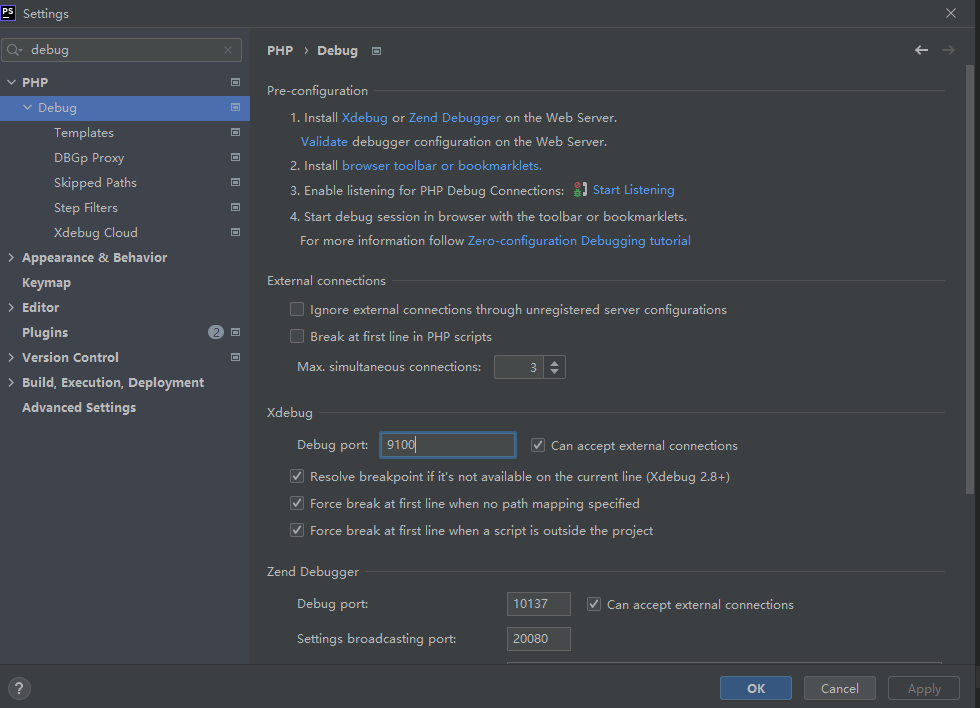 PS Settings
debug
PHP
Debug
Templates
DBGp Proxy
Skipped Paths
Step Filters
Xdebug Cloud
Appearance & Behavior
Keymap
Editor
Plugins 2
Version Control
Build, Execution, Deployment
Advanced Settings
PHP › Debug
Pre-configuration
1. Install Xdebug or Zend Debugger on the Web Server.
Validate debugger configuration on the Web Server.
2. Install browser toolbar or bookmarklets.
3. Enable listening for PHP Debug Connections: Start Listening
4. Start debug session in browser with the toolbar or bookmarklets.
For more information follow Zero-configuration Debugging tutorial
External connections
Ignore external connections through unregistered server configurations
Break at first line in PHP scripts
Max. simultaneous connections: 3
Xdebug
Debug port: 9100 Can accept external connections
Resolve breakpoint if it's not available on the current line (Xdebug 2.8+)
Force break at first line when no path mapping specified
Force break at first line when a script is outside the project
Zend Debugger
Debug port: 10137 Can accept external connections
Settings broadcasting port: 20080
? OK Cancel Apply